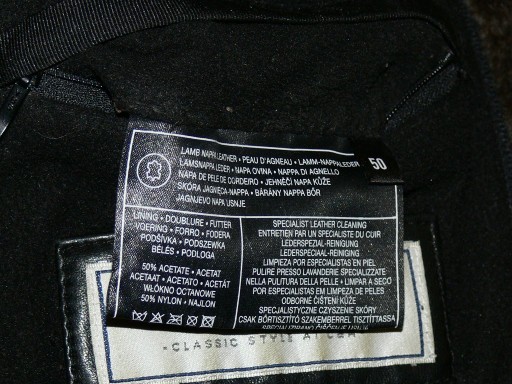 LAMB NAPPA LEATHER • PEAU D'AGNEAU • LAMM-NAPPALEDER
LAMSNAPPA LEDER • NAPA OVINA • NAPPA DI AGNELLO
NAPA DE PELE DE CORDEIRO • JEHNĚČÍ NAPA KŮŽE
SKÓRA JAGNIĘCA-NAPPA • BÁRÁNY NAPPA BŐR
JAGNJEVO NAPA USNJE
50
LINING • DOUBLURE • FUTTER
VOERING • FORRO • FODERA
PODŠÍVKA • PODSZEWKA
BÉLÉS • PODLOGA
50% ACETATE • ACETAT
ACETAAT • ACETATO • ACETÁT
WŁÓKNO OCTANOWE
50% NYLON • NAJLON
SPECIALIST LEATHER CLEANING
ENTRETIEN PAR UN SPECIALISTE DU CUIR
LEDERSPEZIAL-REINIGUNG
LEDERSPECIAAL-REINIGING
LIMPIEZA POR ESPECIALISTAS EN PIEL
PULIRE PRESSO LAVANDERIE SPECIALIZZATE
NELLA PULITURA DELLA PELLE • LIMPAR A SECO
POR ESPECIALISTAS EM LIMPEZA DE PELES
ODBORNÉ ČIŠTĚNÍ KŮŽE
SPECJALISTYCZNE CZYSZCZENIE SKÓRY
CSAK BŐRTISZTÍTÓ SZAKEMBERREL TISZTÍTTASSA
-CLASSIC STYLE AT